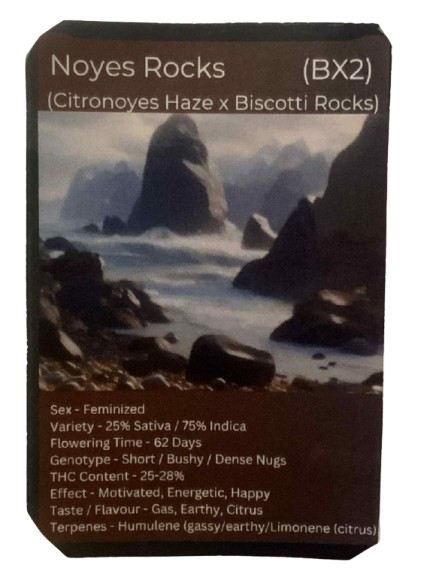 Noyes Rocks (BX2)
(Citronoyes Haze x Biscotti Rocks)
Sex - Feminized
Variety - 25% Sativa / 75% Indica
Flowering Time - 62 Days
Genotype - Short / Bushy / Dense Nugs
THC Content - 25-28%
Effect - Motivated, Energetic, Happy
Taste / Flavour - Gas, Earthy, Citrus
Terpenes - Humulene (gassy/earthy/Limonene (citrus)